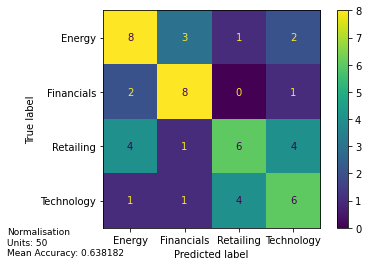 Energy 8 3 1 2
Financials 2 8 0 1
Retailing 4 1 6 4
Technology 1 1 4 6
Energy Financials Retailing Technology
Predicted label
True label
8
7
6
5
4
3
2
1
0
Normalisation
Units: 50
Mean Accuracy: 0.638182